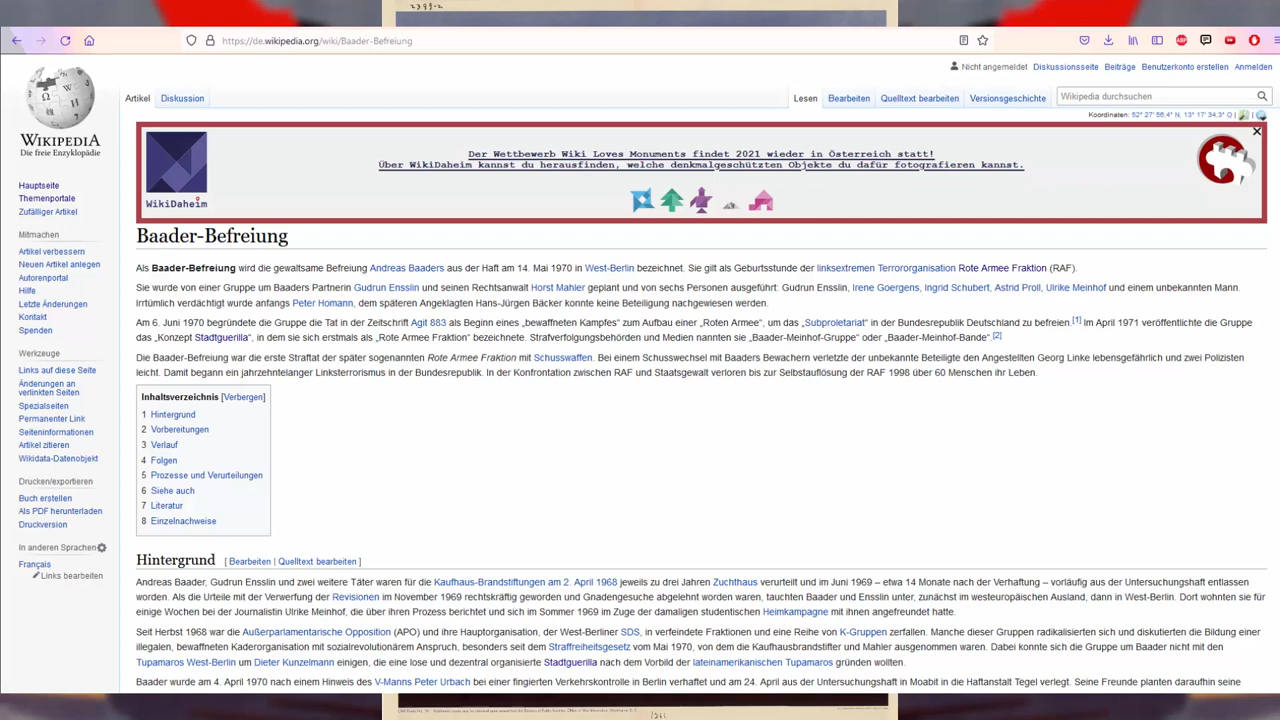 2399-2
https://de.wikipedia.org/wiki/Baader-Befreiung
Nicht angemeldet Diskussionsseite Beiträge Benutzerkonto erstellen Anmelden
Artikel Diskussion Lesen Bearbeiten Quelltext bearbeiten Versionsgeschichte Wikipedia durchsuchen
Koordinaten: 52° 27′ 56,4″ N, 13° 17′ 34,3″ O
WIKIPEDIA
Die freie Enzyklopädie
Hauptseite
Themenportale
Zufälliger Artikel
Mitmachen
Artikel verbessern
Neuen Artikel anlegen
Autorenportal
Hilfe
Letzte Änderungen
Kontakt
Spenden
Werkzeuge
Links auf diese Seite
Änderungen an
verlinkten Seiten
Spezialseiten
Permanenter Link
Seiteninformationen
Artikel zitieren
Wikidata-Datenobjekt
Drucken/exportieren
Buch erstellen
Als PDF herunterladen
Druckversion
In anderen Sprachen
Français
Links bearbeiten
Der Wettbewerb Wiki Loves Monuments findet 2021 wieder in Österreich statt!
Über WikiDaheim kannst du herausfinden, welche denkmalgeschützten Objekte du dafür fotografieren kannst.
WikiDaheim
Baader-Befreiung
Als Baader-Befreiung wird die gewaltsame Befreiung Andreas Baaders aus der Haft am 14. Mai 1970 in West-Berlin bezeichnet. Sie gilt als Geburtsstunde der linksextremen Terrororganisation Rote Armee Fraktion (RAF).
Sie wurde von einer Gruppe um Baaders Partnerin Gudrun Ensslin und seinen Rechtsanwalt Horst Mahler geplant und von sechs Personen ausgeführt: Gudrun Ensslin, Irene Goergens, Ingrid Schubert, Astrid Proll, Ulrike Meinhof und einem unbekannten Mann.
Irrtümlich verdächtigt wurde anfangs Peter Homann, dem späteren Angeklagten Hans-Jürgen Bäcker konnte keine Beteiligung nachgewiesen werden.
Am 6. Juni 1970 begründete die Gruppe die Tat in der Zeitschrift Agit 883 als Beginn eines „bewaffneten Kampfes“ zum Aufbau einer „Roten Armee“, um das „Subproletariat“ in der Bundesrepublik Deutschland zu befreien.[1] Im April 1971 veröffentlichte die Gruppe
das „Konzept Stadtguerilla“, in dem sie sich erstmals als „Rote Armee Fraktion“ bezeichnete. Strafverfolgungsbehörden und Medien nannten sie „Baader-Meinhof-Gruppe“ oder „Baader-Meinhof-Bande“.[2]
Die Baader-Befreiung war die erste Straftat der später sogenannten Rote Armee Fraktion mit Schusswaffen. Bei einem Schusswechsel mit Baaders Bewachern verletzte der unbekannte Beteiligte den Angestellten Georg Linke lebensgefährlich und zwei Polizisten
leicht. Damit begann ein jahrzehntelanger Linksterrorismus in der Bundesrepublik. In der Konfrontation zwischen RAF und Staatsgewalt verloren bis zur Selbstauflösung der RAF 1998 über 60 Menschen ihr Leben.
Inhaltsverzeichnis [Verbergen]
1 Hintergrund
2 Vorbereitungen
3 Verlauf
4 Folgen
5 Prozesse und Verurteilungen
6 Siehe auch
7 Literatur
8 Einzelnachweise
Hintergrund [ Bearbeiten | Quelltext bearbeiten ]
Andreas Baader, Gudrun Ensslin und zwei weitere Täter waren für die Kaufhaus-Brandstiftungen am 2. April 1968 jeweils zu drei Jahren Zuchthaus verurteilt und im Juni 1969 – etwa 14 Monate nach der Verhaftung – vorläufig aus der Untersuchungshaft entlassen
worden. Als die Urteile mit der Verwerfung der Revisionen im November 1969 rechtskräftig geworden und Gnadengesuche abgelehnt worden waren, tauchten Baader und Ensslin unter, zunächst im westeuropäischen Ausland, dann in West-Berlin. Dort wohnten sie für
einige Wochen bei der Journalistin Ulrike Meinhof, die über ihren Prozess berichtet und sich im Sommer 1969 im Zuge der damaligen studentischen Heimkampagne mit ihnen angefreundet hatte.
Seit Herbst 1968 war die Außerparlamentarische Opposition (APO) und ihre Hauptorganisation, der West-Berliner SDS, in verfeindete Fraktionen und eine Reihe von K-Gruppen zerfallen. Manche dieser Gruppen radikalisierten sich und diskutierten die Bildung einer
illegalen, bewaffneten Kaderorganisation mit sozialrevolutionärem Anspruch, besonders seit dem Straffreiheitsgesetz vom Mai 1970, von dem die Kaufhausbrandstifter und Mahler ausgenommen waren. Dabei konnte sich die Gruppe um Baader nicht mit den
Tupamaros West-Berlin um Dieter Kunzelmann einigen, die eine lose und dezentral organisierte Stadtguerilla nach dem Vorbild der lateinamerikanischen Tupamaros gründen wollten.
Baader wurde am 4. April 1970 nach einem Hinweis des V-Manns Peter Urbach bei einer fingierten Verkehrskontrolle in Berlin verhaftet und am 24. April aus der Untersuchungshaft in Moabit in die Haftanstalt Tegel verlegt. Seine Freunde planten daraufhin seine